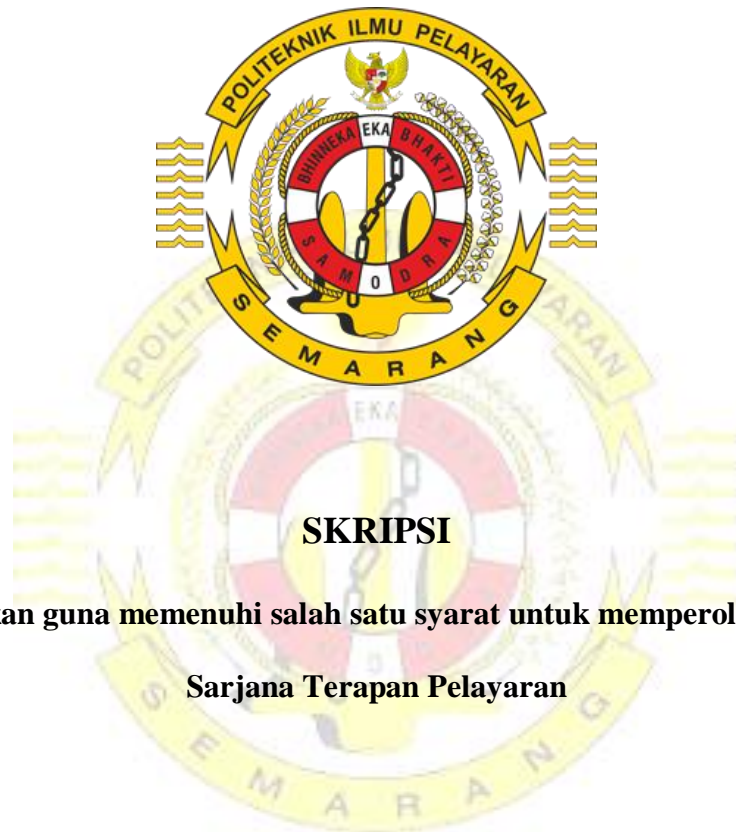 POLITEKNIK ILMU PELAYARAN
BHINNEKA EKA BHAKTI
SAMODRA
SEMARANG
SKRIPSI
kan guna memenuhi salah satu syarat untuk memperol
Sarjana Terapan Pelayaran